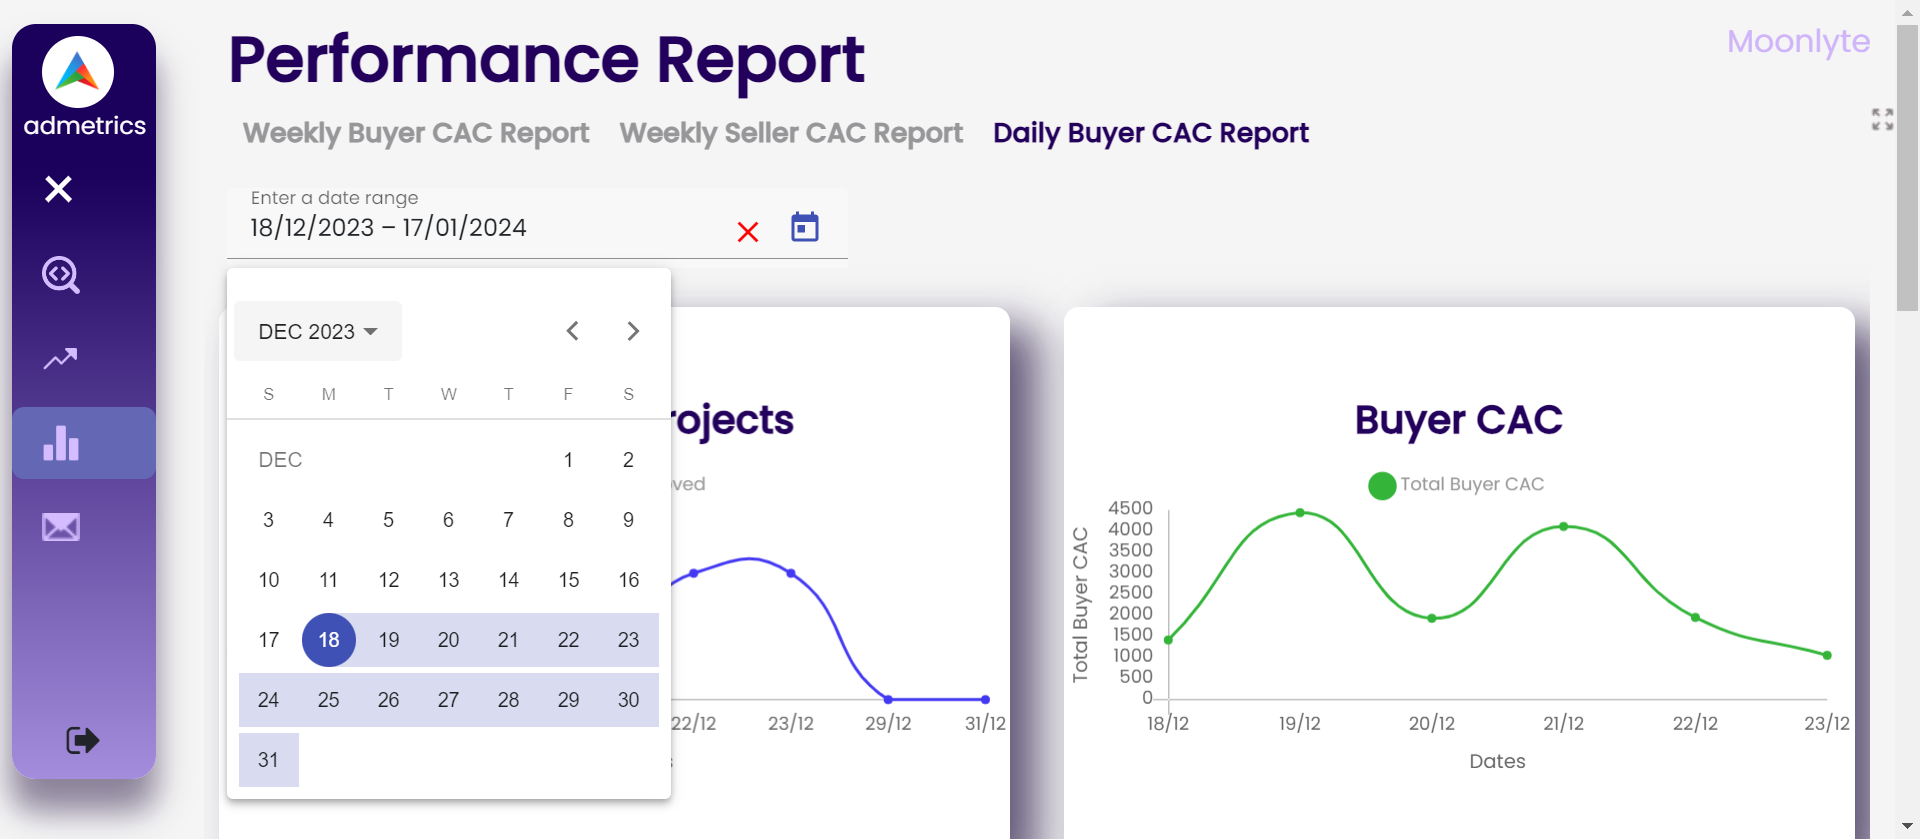 Performance Report
Moonlyte
admetrics
Weekly Buyer CAC Report Weekly Seller CAC Report Daily Buyer CAC Report
Enter a date range
18/12/2023 – 17/01/2024
DEC 2023
S M T W T F S
DEC 1 2
3 4 5 6 7 8 9
10 11 12 13 14 15 16
17 18 19 20 21 22 23
24 25 26 27 28 29 30
31
rojects
ved
22/12 23/12 29/12 31/12
Buyer CAC
Total Buyer CAC
Total Buyer CAC
4500
4000
3500
3000
2500
2000
1500
1000
500
0
18/12 19/12 20/12 21/12 22/12 23/12
Dates